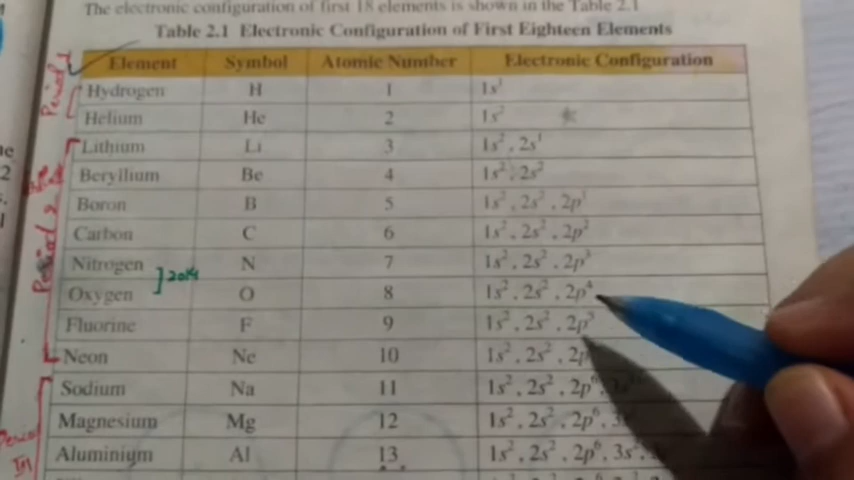 The electronic configuration of first 18 elements is shown in the Table 2.1
Table 2.1 Electronic Configuration of First Eighteen Elements
Element Symbol Atomic Number Electronic Configuration
Hydrogen H 1 1s¹
Helium He 2 1s²
Lithium Li 3 1s², 2s¹
Beryllium Be 4 1s², 2s²
Boron B 5 1s², 2s², 2p¹
Carbon C 6 1s², 2s², 2p²
Nitrogen N 7 1s², 2s², 2p³
Oxygen O 8 1s², 2s², 2p⁴
Fluorine F 9 1s², 2s², 2p⁵
Neon Ne 10 1s², 2s², 2p
Sodium Na 11 1s², 2s², 2p⁶,
Magnesium Mg 12 1s², 2s², 2p⁶,
Aluminium Al 13 1s², 2s², 2p⁶, 3s²,
Period 1
Period 2
Period III
2014